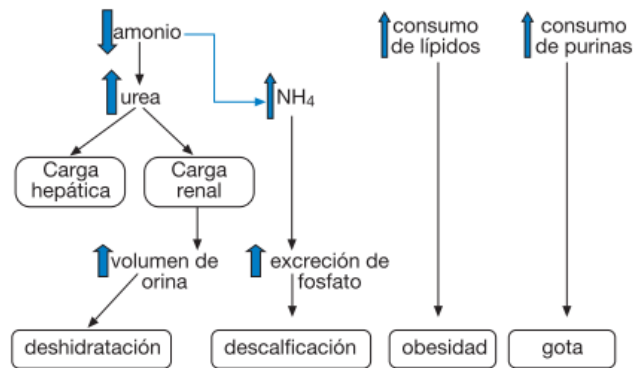 amonio
consumo
de lípidos
consumo
de purinas
urea
NH₄
Carga
hepática
Carga
renal
volumen de
orina
excreción de
fosfato
deshidratación
descalficación
obesidad
gota